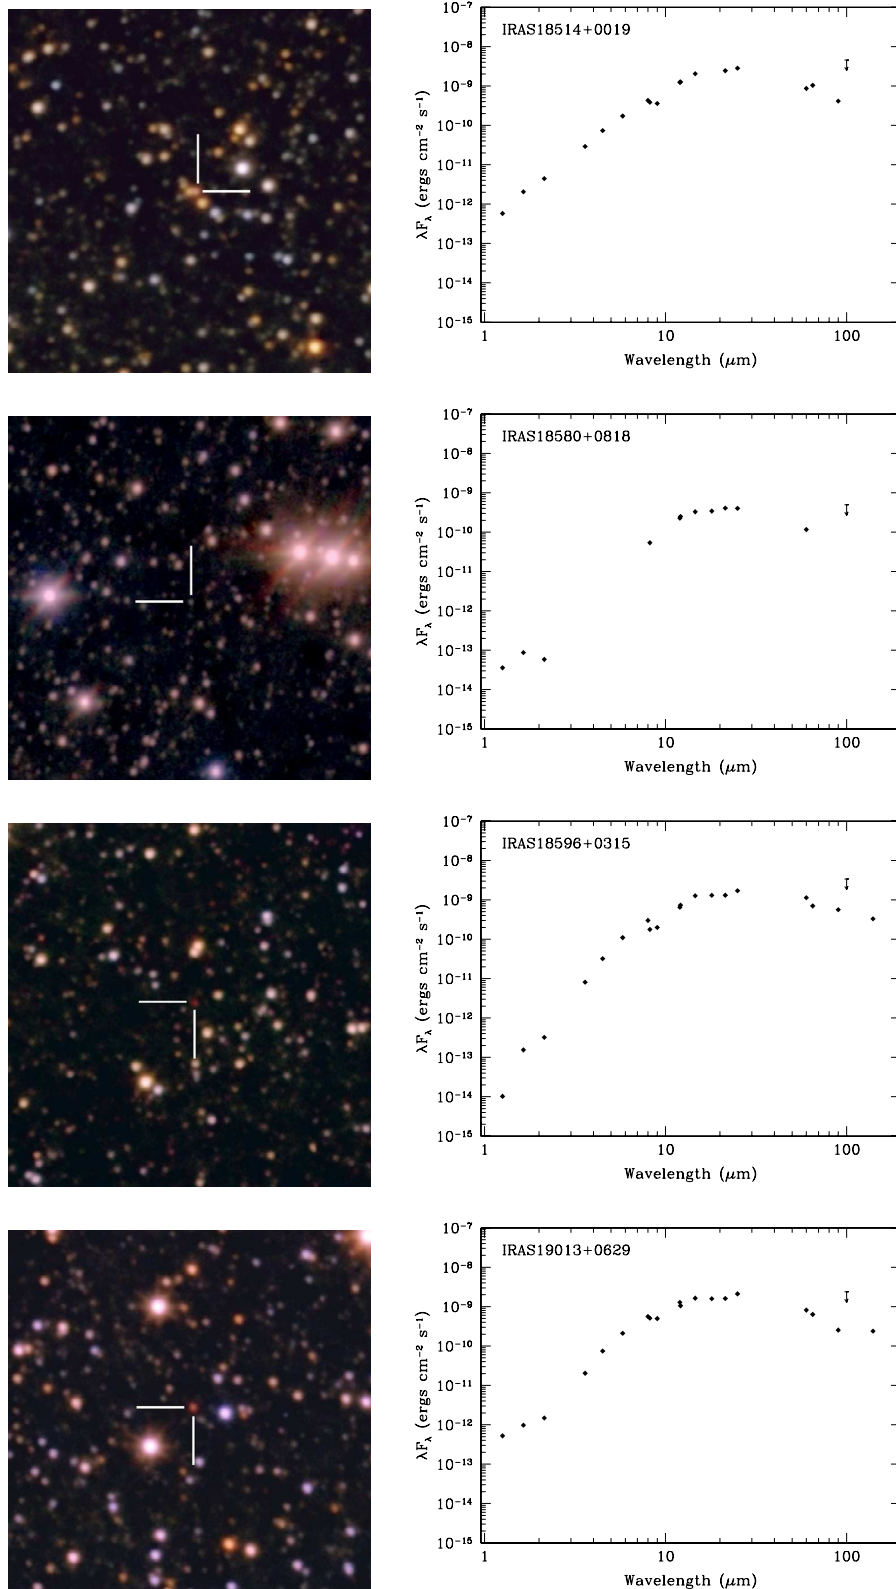 10⁻⁷
IRAS18514+0019
10⁻⁸
10⁻⁹
10⁻¹⁰
10⁻¹¹
10⁻¹²
10⁻¹³
10⁻¹⁴
10⁻¹⁵
λF_λ (ergs cm⁻² s⁻¹)
1 10 100
Wavelength (μm)
10⁻⁷
IRAS18580+0818
10⁻⁸
10⁻⁹
10⁻¹⁰
10⁻¹¹
10⁻¹²
10⁻¹³
10⁻¹⁴
10⁻¹⁵
λF_λ (ergs cm⁻² s⁻¹)
1 10 100
Wavelength (μm)
10⁻⁷
IRAS18596+0315
10⁻⁸
10⁻⁹
10⁻¹⁰
10⁻¹¹
10⁻¹²
10⁻¹³
10⁻¹⁴
10⁻¹⁵
λF_λ (ergs cm⁻² s⁻¹)
1 10 100
Wavelength (μm)
10⁻⁷
IRAS19013+0629
10⁻⁸
10⁻⁹
10⁻¹⁰
10⁻¹¹
10⁻¹²
10⁻¹³
10⁻¹⁴
10⁻¹⁵
λF_λ (ergs cm⁻² s⁻¹)
1 10 100
Wavelength (μm)